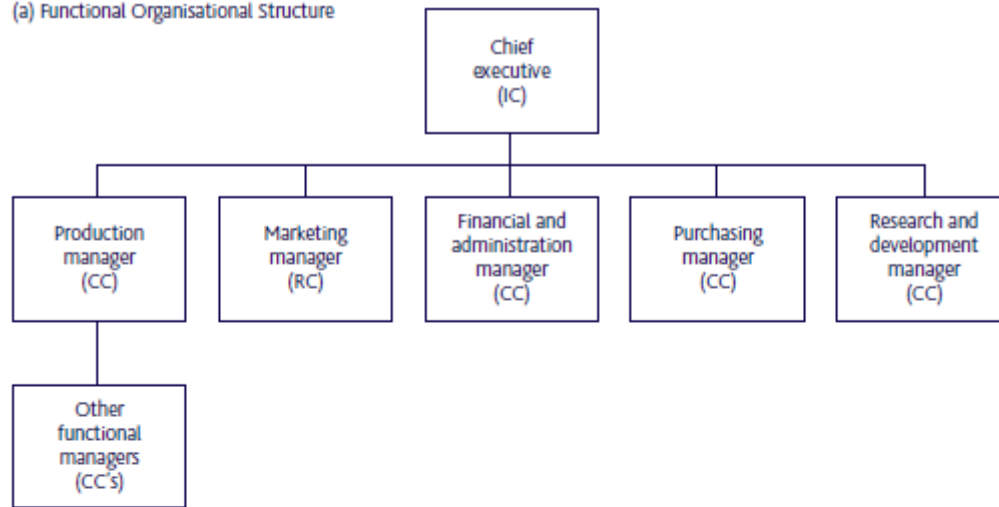 (a) Functional Organisational Structure
Chief
executive
(IC)
Production
manager
(CC)
Marketing
manager
(RC)
Financial and
administration
manager
(CC)
Purchasing
manager
(CC)
Research and
development
manager
(CC)
Other
functional
managers
(CC's)